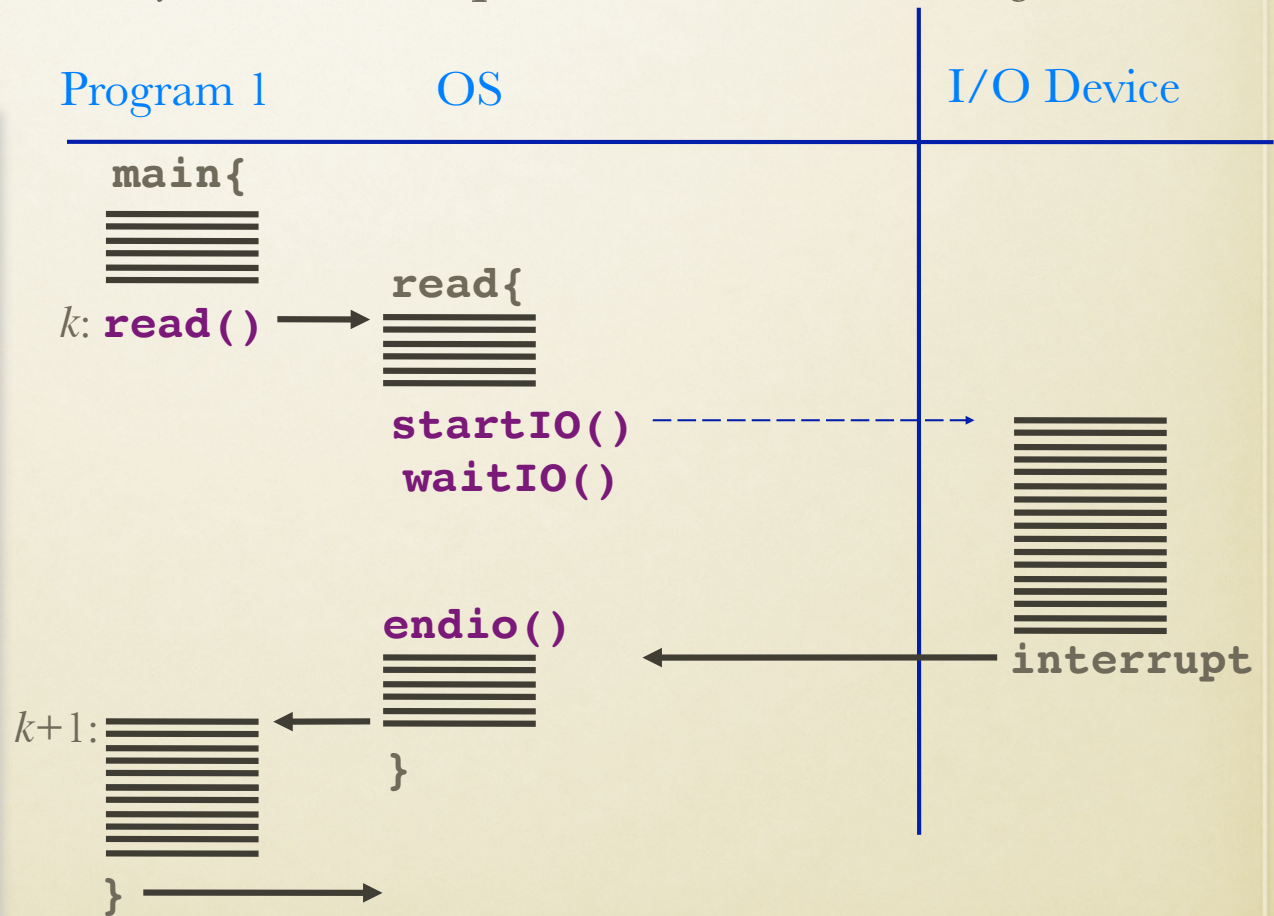 Program 1 OS I/O Device
main{
read{
k: read()
startIO()
waitIO()
endio()
interrupt
k+1:
}
}